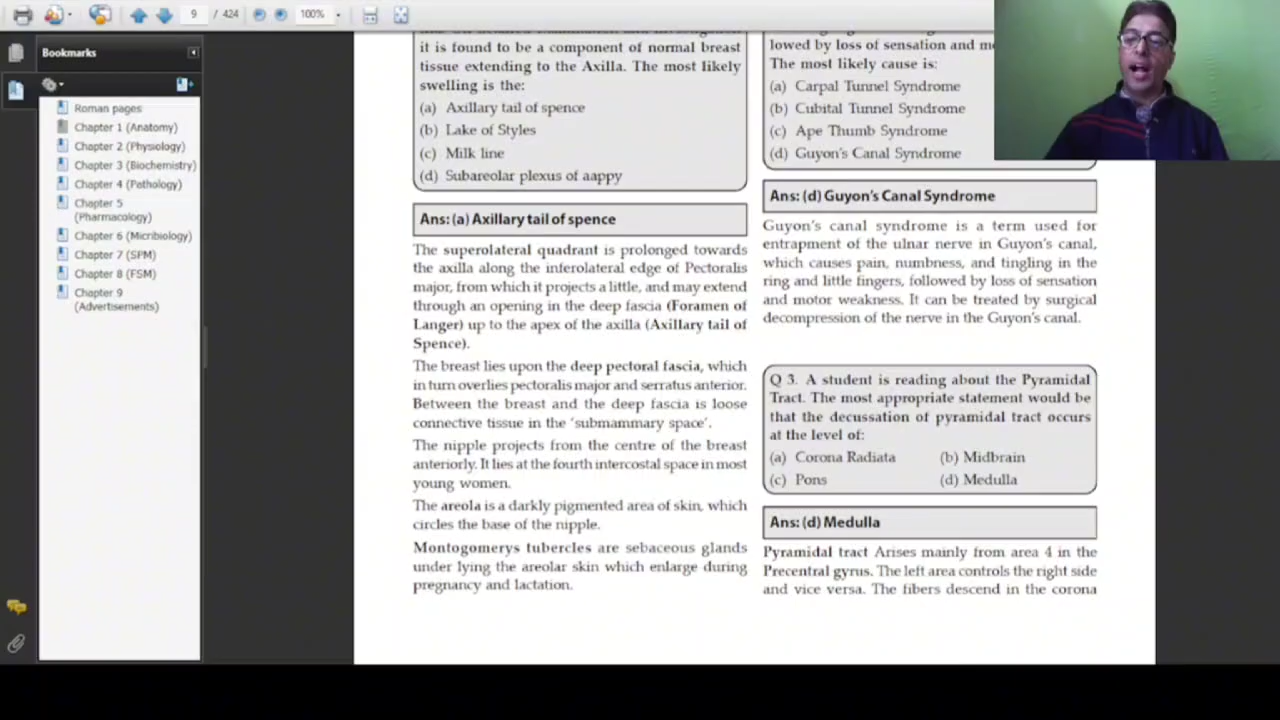 9 / 424
100%
Bookmarks
Roman pages
Chapter 1 (Anatomy)
Chapter 2 (Physiology)
Chapter 3 (Biochemistry)
Chapter 4 (Pathology)
Chapter 5
(Pharmacology)
Chapter 6 (Micribiology)
Chapter 7 (SPM)
Chapter 8 (FSM)
Chapter 9
(Advertisements)
it is found to be a component of normal breast
tissue extending to the Axilla. The most likely
swelling is the:
(a) Axillary tail of spence
(b) Lake of Styles
(c) Milk line
(d) Subareolar plexus of aappy
Ans: (a) Axillary tail of spence
The superolateral quadrant is prolonged towards
the axilla along the inferolateral edge of Pectoralis
major, from which it projects a little, and may extend
through an opening in the deep fascia (Foramen of
Langer) up to the apex of the axilla (Axillary tail of
Spence).
The breast lies upon the deep pectoral fascia, which
in turn overlies pectoralis major and serratus anterior.
Between the breast and the deep fascia is loose
connective tissue in the 'submammary space'.
The nipple projects from the centre of the breast
anteriorly. It lies at the fourth intercostal space in most
young women.
The areola is a darkly pigmented area of skin, which
circles the base of the nipple.
Montogomerys tubercles are sebaceous glands
under lying the areolar skin which enlarge during
pregnancy and lactation.
lowed by loss of sensation and
The most likely cause is:
(a) Carpal Tunnel Syndrome
(b) Cubital Tunnel Syndrome
(c) Ape Thumb Syndrome
(d) Guyon's Canal Syndrome
Ans: (d) Guyon's Canal Syndrome
Guyon's canal syndrome is a term used for
entrapment of the ulnar nerve in Guyon's canal,
which causes pain, numbness, and tingling in the
ring and little fingers, followed by loss of sensation
and motor weakness. It can be treated by surgical
decompression of the nerve in the Guyon's canal.
Q 3. A student is reading about the Pyramidal
Tract. The most appropriate statement would be
that the decussation of pyramidal tract occurs
at the level of:
(a) Corona Radiata (b) Midbrain
(c) Pons (d) Medulla
Ans: (d) Medulla
Pyramidal tract Arises mainly from area 4 in the
Precentral gyrus. The left area controls the right side
and vice versa. The fibers descend in the corona